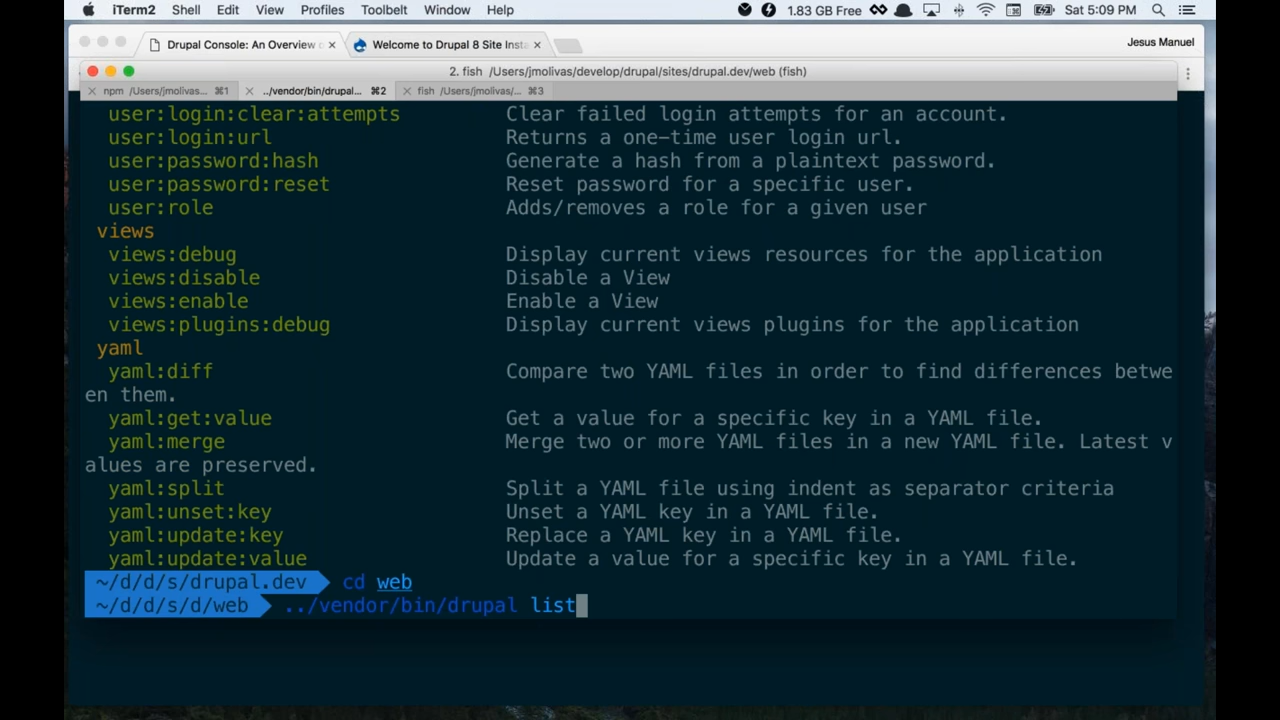 iTerm2 Shell Edit View Profiles Toolbelt Window Help 1.83 GB Free Sat 5:09 PM
Drupal Console: An Overview o × Welcome to Drupal 8 Site Insta × Jesus Manuel
2. fish /Users/jmolivas/develop/drupal/sites/drupal.dev/web (fish)
× npm /Users/jmolivas... ⌘1 × ../vendor/bin/drupal... ⌘2 × fish /Users/jmolivas/... ⌘3
user:login:clear:attempts Clear failed login attempts for an account.
user:login:url Returns a one-time user login url.
user:password:hash Generate a hash from a plaintext password.
user:password:reset Reset password for a specific user.
user:role Adds/removes a role for a given user
views
views:debug Display current views resources for the application
views:disable Disable a View
views:enable Enable a View
views:plugins:debug Display current views plugins for the application
yaml
yaml:diff Compare two YAML files in order to find differences betwe
en them.
yaml:get:value Get a value for a specific key in a YAML file.
yaml:merge Merge two or more YAML files in a new YAML file. Latest v
alues are preserved.
yaml:split Split a YAML file using indent as separator criteria
yaml:unset:key Unset a YAML key in a YAML file.
yaml:update:key Replace a YAML key in a YAML file.
yaml:update:value Update a value for a specific key in a YAML file.
~/d/d/s/drupal.dev cd web
~/d/d/s/d/web ../vendor/bin/drupal list